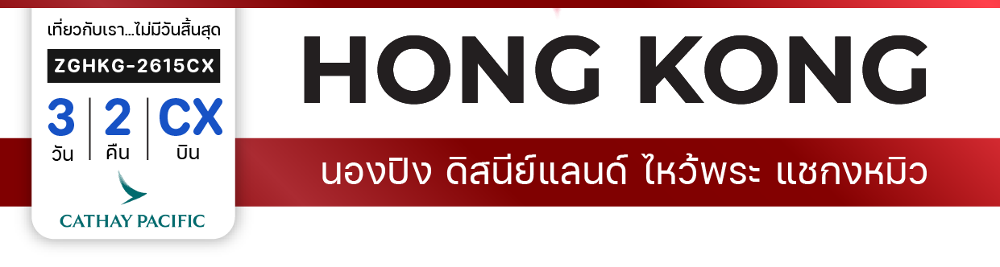 เที่ยวกับเรา...ไม่มีวันสิ้นสุด
ZGHKG-2615CX
3 2 CX
วัน คืน บิน
CATHAY PACIFIC
HONG KONG
นองปิง ดิสนีย์แลนด์ ไหว้พระ แชกงหมิว